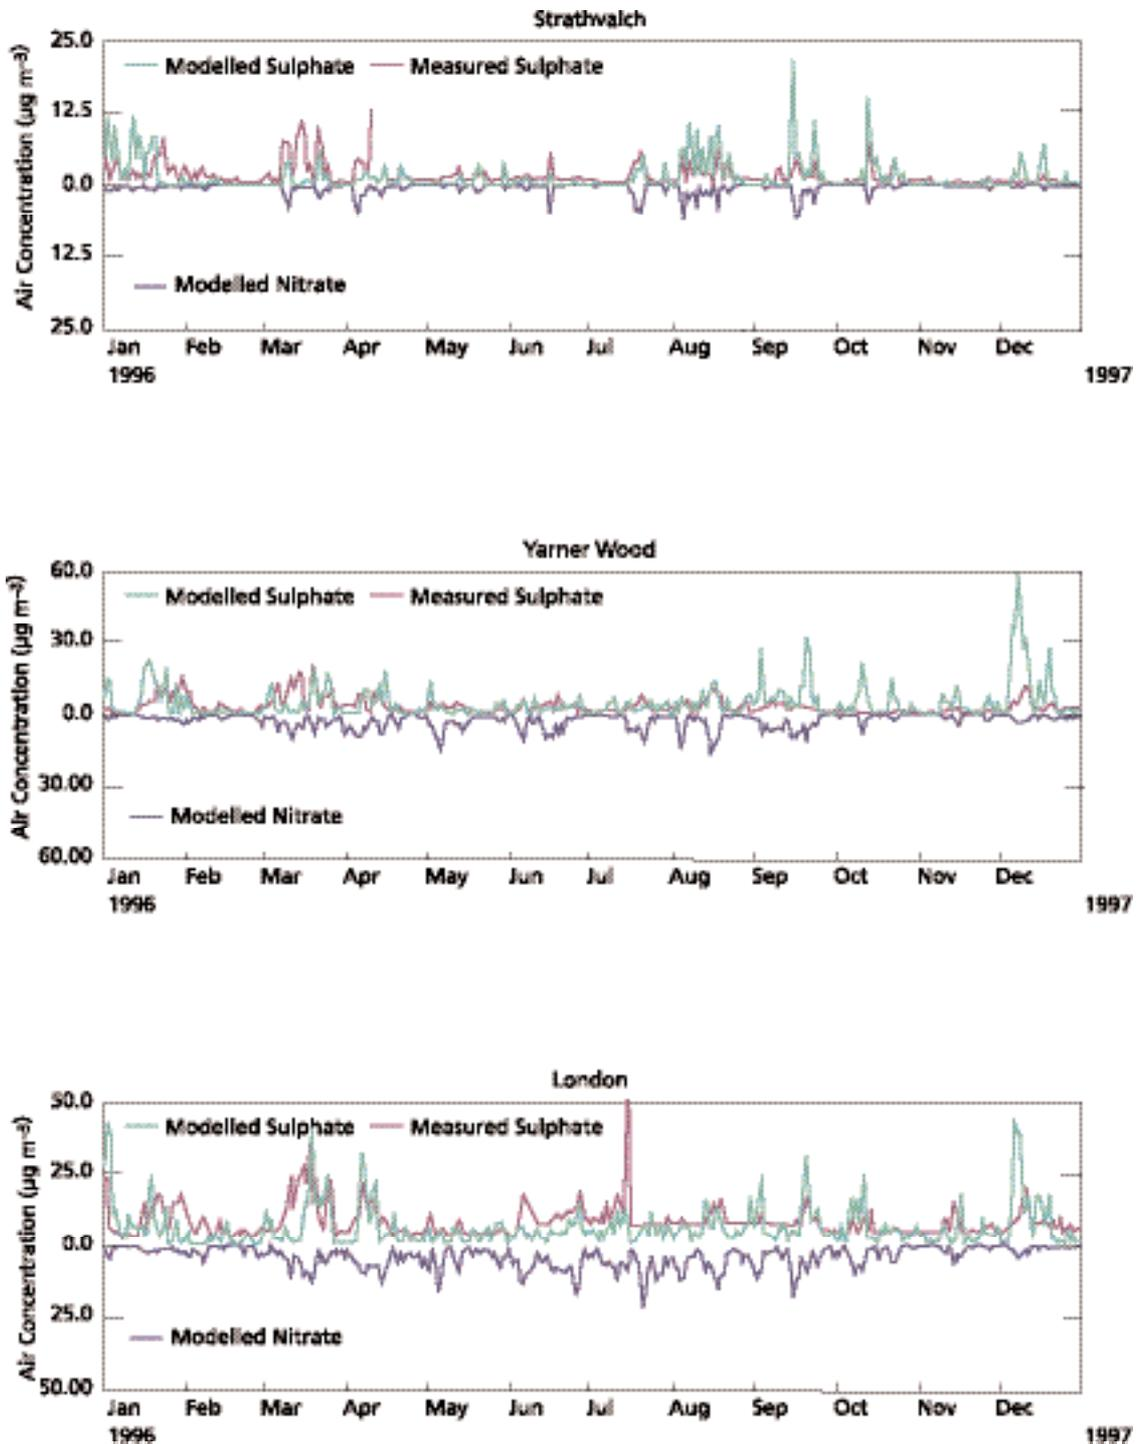 Strathvaich
25.0
Modelled Sulphate Measured Sulphate
12.5
0.0
12.5
Modelled Nitrate
25.0
Air Concentration (µg m⁻³)
Jan Feb Mar Apr May Jun Jul Aug Sep Oct Nov Dec
1996 1997
Yarner Wood
60.0
Modelled Sulphate Measured Sulphate
30.0
0.0
30.00
Modelled Nitrate
60.00
Air Concentration (µg m⁻³)
Jan Feb Mar Apr May Jun Jul Aug Sep Oct Nov Dec
1996 1997
London
50.0
Modelled Sulphate Measured Sulphate
25.0
0.0
25.0
Modelled Nitrate
50.00
Air Concentration (µg m⁻³)
Jan Feb Mar Apr May Jun Jul Aug Sep Oct Nov Dec
1996 1997